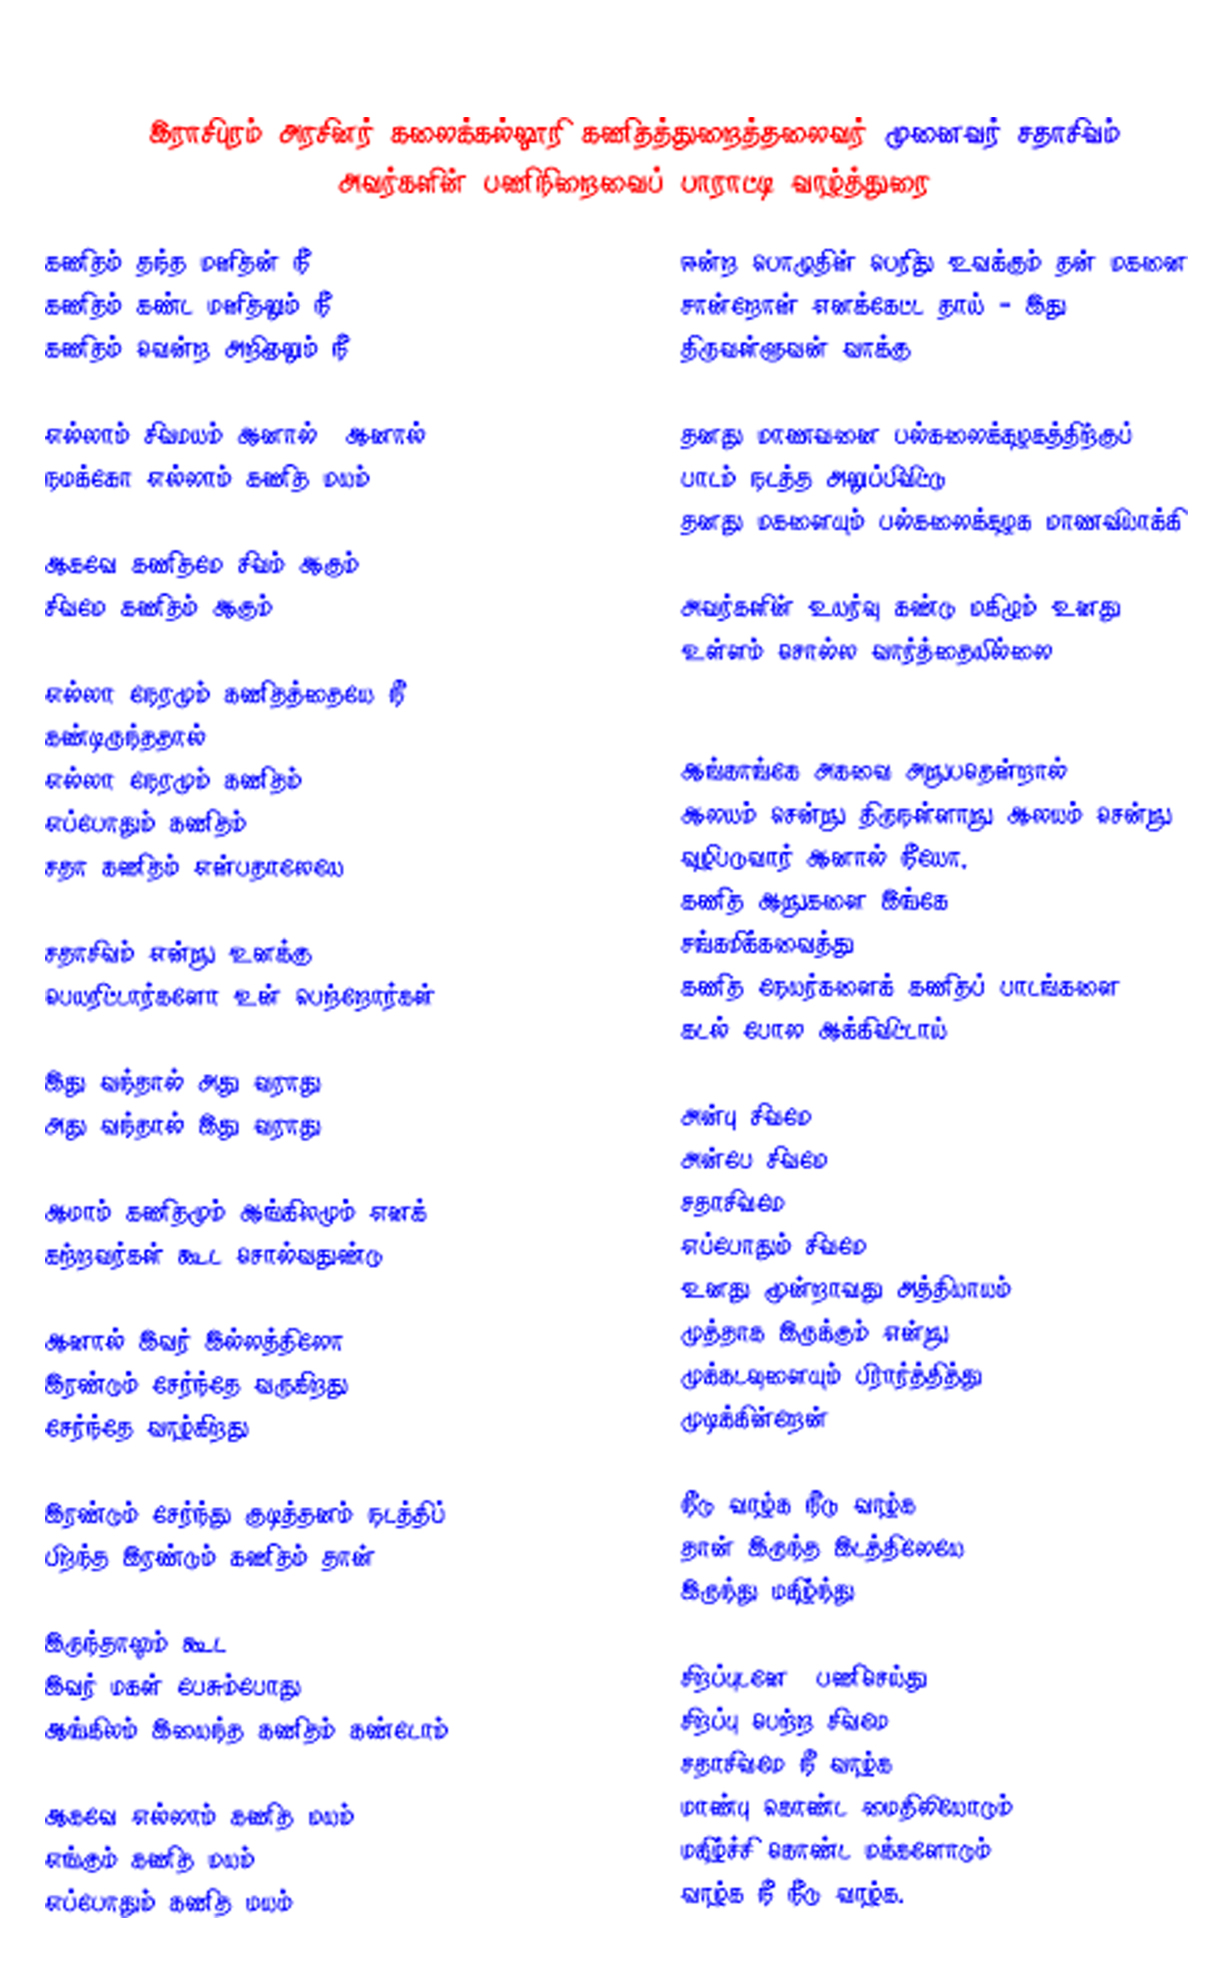 இராசிபுரம் அரசினர் கலைக்கல்லூரி கணிதத்துறைத்தலைவர் முனைவர் சதாசிவம்
அவர்களின் பணிநிறைவைப் பாராட்டி வாழ்த்துரை
கணிதம் தந்த மனிதன் நீ
கணிதம் கண்ட மனிதனும் நீ
கணிதம் வென்ற அறிஞனும் நீ
எல்லாம் சிவமயம் ஆனால்  ஆனால்
நமக்கோ எல்லாம் கணித மயம்
ஆகவே கணிதமே சிவம் ஆகும்
சிவமே கணிதம் ஆகும்
எல்லா நேரமும் கணிதத்தையே நீ
கண்டிருந்ததால்
எல்லா நேரமும் கணிதம்
எப்போதும் கணிதம்
சதா கணிதம் என்பதாலேயே
சதாசிவம் என்று உனக்கு
பெயரிட்டார்களோ உன் பெற்றோர்கள்
இது வந்தால் அது வராது
அது வந்தால் இது வராது
ஆமாம் கணிதமும் ஆங்கிலமும் எனக்
கற்றவர்கள் கூட சொல்வதுண்டு
ஆனால் இவர் இல்லத்திலோ
இரண்டும் சேர்ந்தே வருகிறது
சேர்ந்தே வாழ்கிறது
இரண்டும் சேர்ந்து குடித்தனம் நடத்திப்
பிறந்த இரண்டும் கணிதம் தான்
இருந்தாலும் கூட
இவர் மகள் பேசும்போது
ஆங்கிலம் இயைந்த கணிதம் கண்டோம்
ஆகவே எல்லாம் கணித மயம்
எங்கும் கணித மயம்
எப்போதும் கணித மயம்
ஈன்ற பொழுதின் பெரிது உவக்கும் தன் மகனை
சான்றோன் எனக்கேட்ட தாய் - இது
திருவள்ளுவன் வாக்கு
தனது மாணவனை பல்கலைக்கழகத்திற்குப்
பாடம் நடத்த அனுப்பிவிட்டு
தனது மகளையும் பல்கலைக்கழக மாணவியாக்கி
அவர்களின் உயர்வு கண்டு மகிழும் உனது
உள்ளம் சொல்ல வார்த்தையில்லை
ஆங்காங்கே அகவை அறுபதென்றால்
ஆலயம் சென்று திருநள்ளாறு ஆலயம் சென்று
வழிபடுவார் ஆனால் நீயோ.
கணித ஆறுகளை இங்கே
சங்கமிக்கவைத்து
கணித நேயர்களைக் கணிதப் பாடங்களை
கடல் போல ஆக்கிவிட்டாய்
அன்பு சிவமே
அன்பே சிவமே
சதாசிவமே
எப்போதும் சிவமே
உனது மூன்றாவது அத்தியாயம்
முத்தாக இருக்கும் என்று
முக்கடவுளையும் பிரார்த்தித்து
முடிக்கின்றேன்
நீடு வாழ்க நீடு வாழ்க
தான் இருந்த இடத்திலேயே
இருந்து மகிழ்ந்து
சிறப்புடனே  பணிசெய்து
சிறப்பு பெற்ற சிவமை
சதாசிவமே நீ வாழ்க
மாண்பு கொண்ட மைதிலியோடும்
மகிழ்ச்சி கொண்ட மக்களோடும்
வாழ்க நீ நீடு வாழ்க.